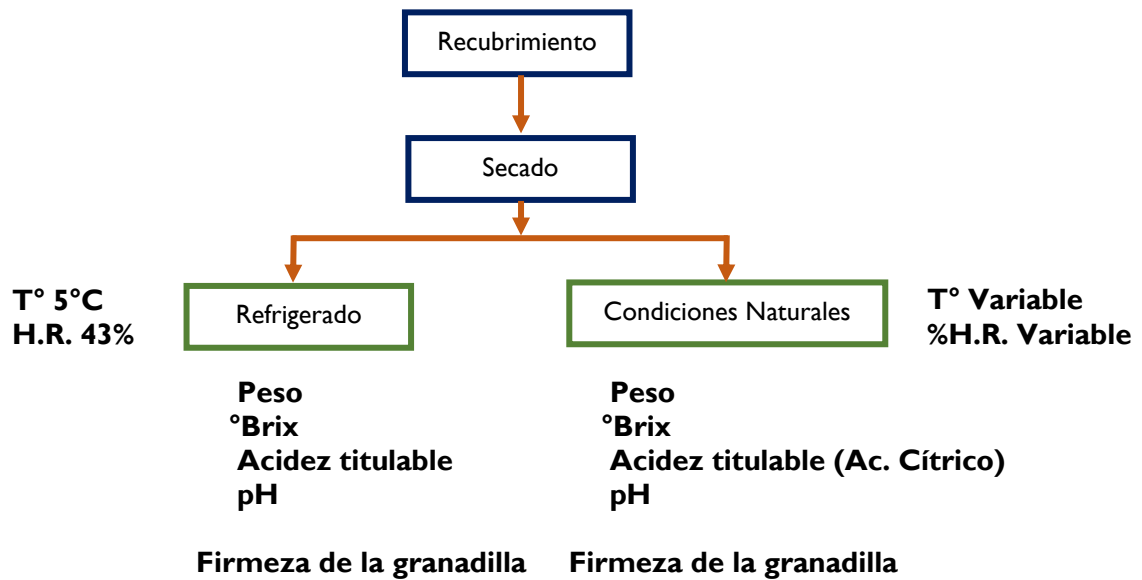 Recubrimiento
Secado
T° 5°C
H.R. 43%
Refrigerado
Condiciones Naturales
T° Variable
%H.R. Variable
Peso
°Brix
Acidez titulable
pH
Firmeza de la granadilla
Peso
°Brix
Acidez titulable (Ac. Cítrico)
pH
Firmeza de la granadilla